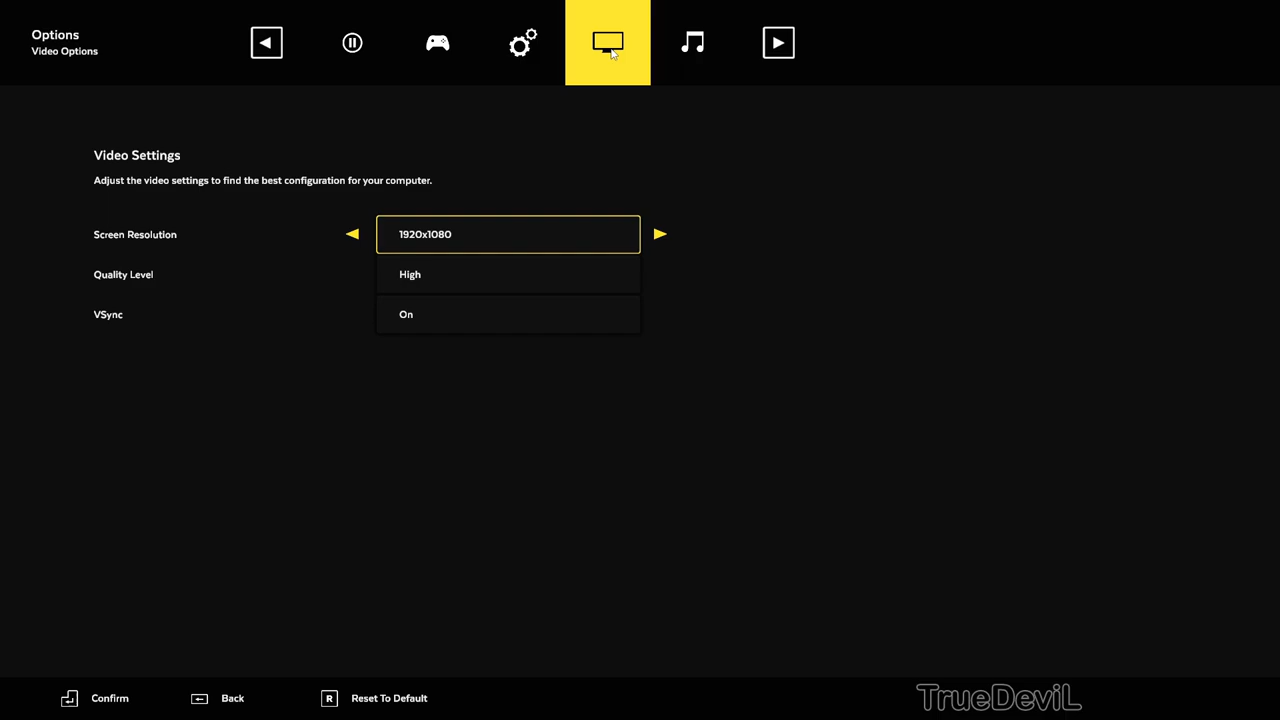 Options
Video Options
Video Settings
Adjust the video settings to find the best configuration for your computer.
Screen Resolution 1920x1080
Quality Level High
VSync On
Confirm Back R Reset To Default
TrueDeviL